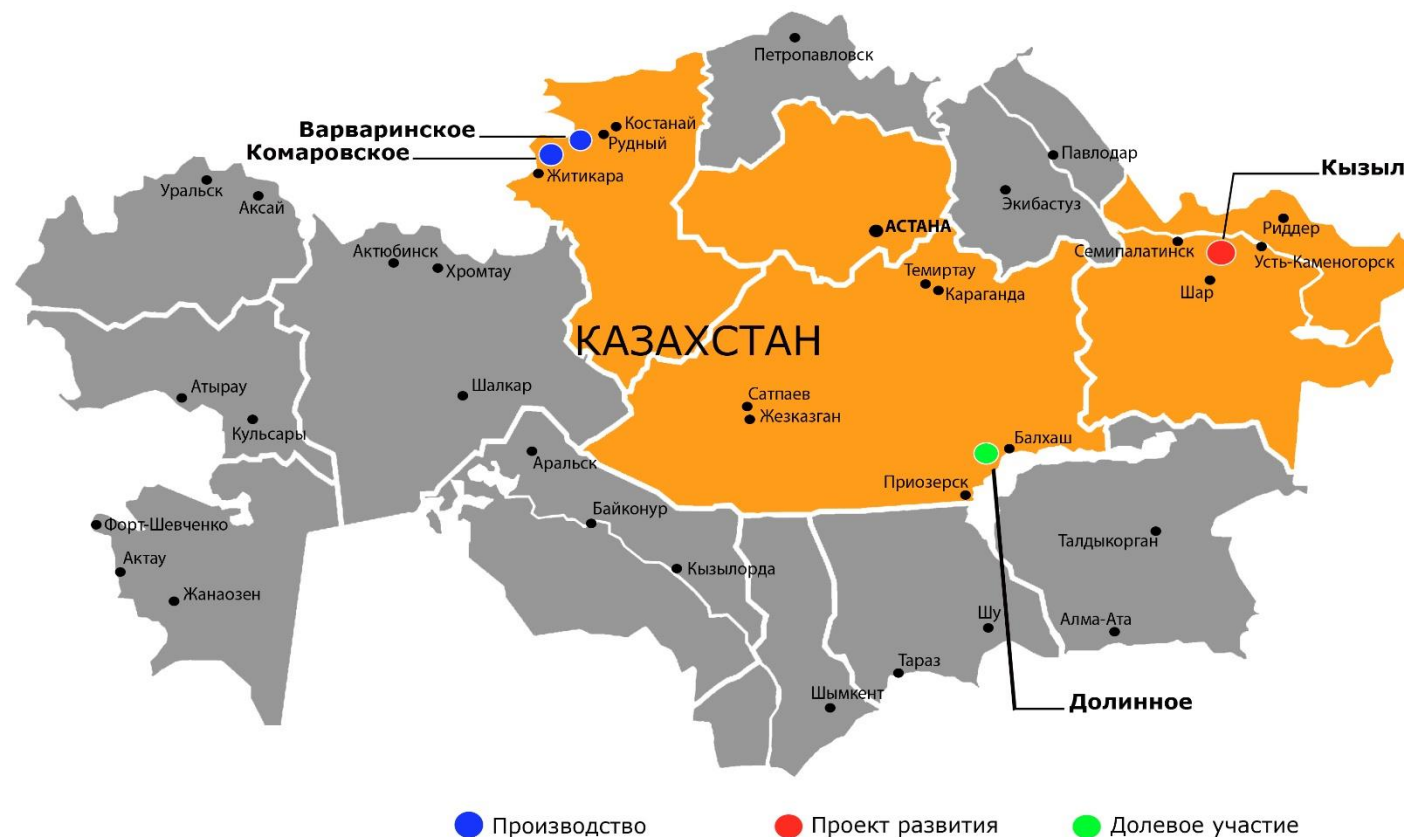 Петропавловск
Костанай
Варваринское
Рудный
Комаровское
Павлодар
Житикара
Кызыл
Уральск
Аксай
Экибастуз
Риддер
АСТАНА
Семипалатинск
Актюбинск
Усть-Каменогорск
Хромтау
Темиртау
Шар
Караганда
КАЗАХСТАН
Атырау
Шалкар
Сатпаев
Жезказган
Кульсары
Балхаш
Аральск
Приозерск
Байконур
Форт-Шевченко
Талдыкорган
Актау
Кызылорда
Жанаозен
Шу
Алма-Ата
Тараз
Шымкент
Долинное
Производство
Проект развития
Долевое участие